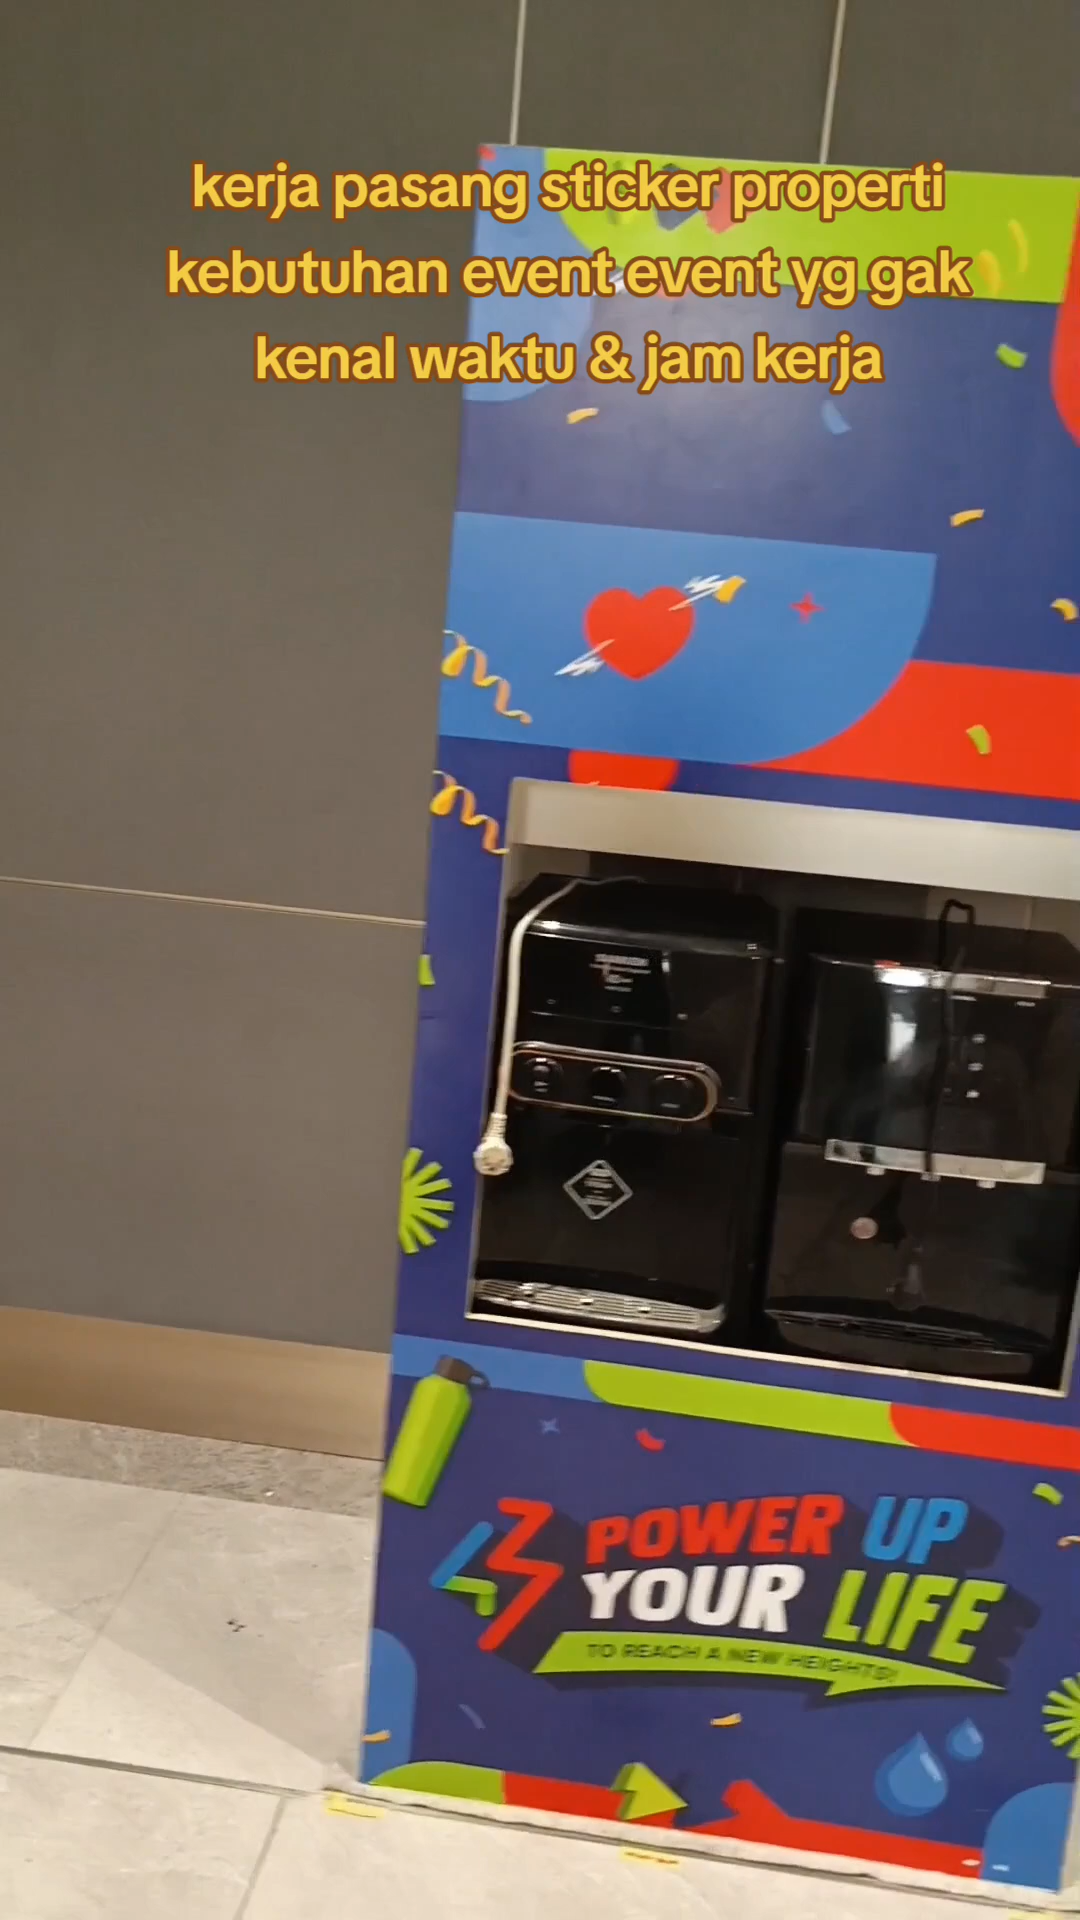 kerja pasang sticker properti
kebutuhan event event yg gak
kenal waktu & jam kerja
POWER UP
YOUR LIFE
TO REACH A NEW HEIGHTS!